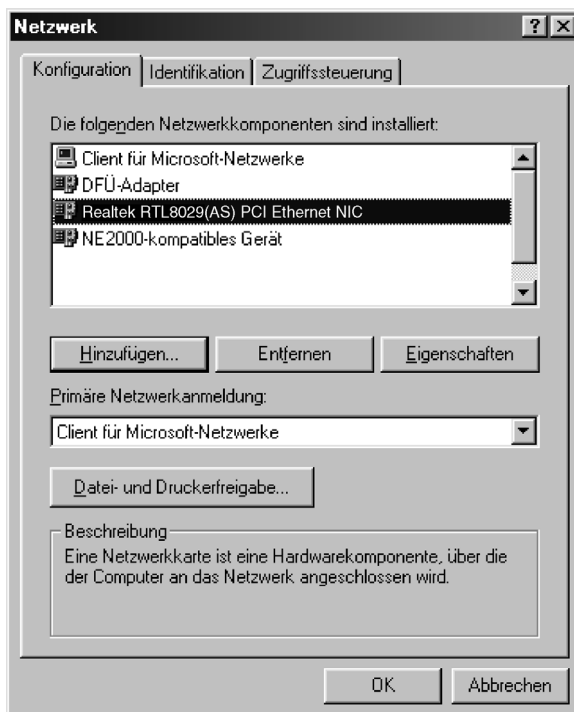 Netzwerk
Konfiguration Identifikation Zugriffssteuerung
Die folgenden Netzwerkkomponenten sind installiert:
Client für Microsoft-Netzwerke
DFÜ-Adapter
Realtek RTL8029(AS) PCI Ethernet NIC
NE2000-kompatibles Gerät
Hinzufügen... Entfernen Eigenschaften
Primäre Netzwerkanmeldung:
Client für Microsoft-Netzwerke
Datei- und Druckerfreigabe...
Beschreibung
Eine Netzwerkkarte ist eine Hardwarekomponente, über die
der Computer an das Netzwerk angeschlossen wird.
OK Abbrechen